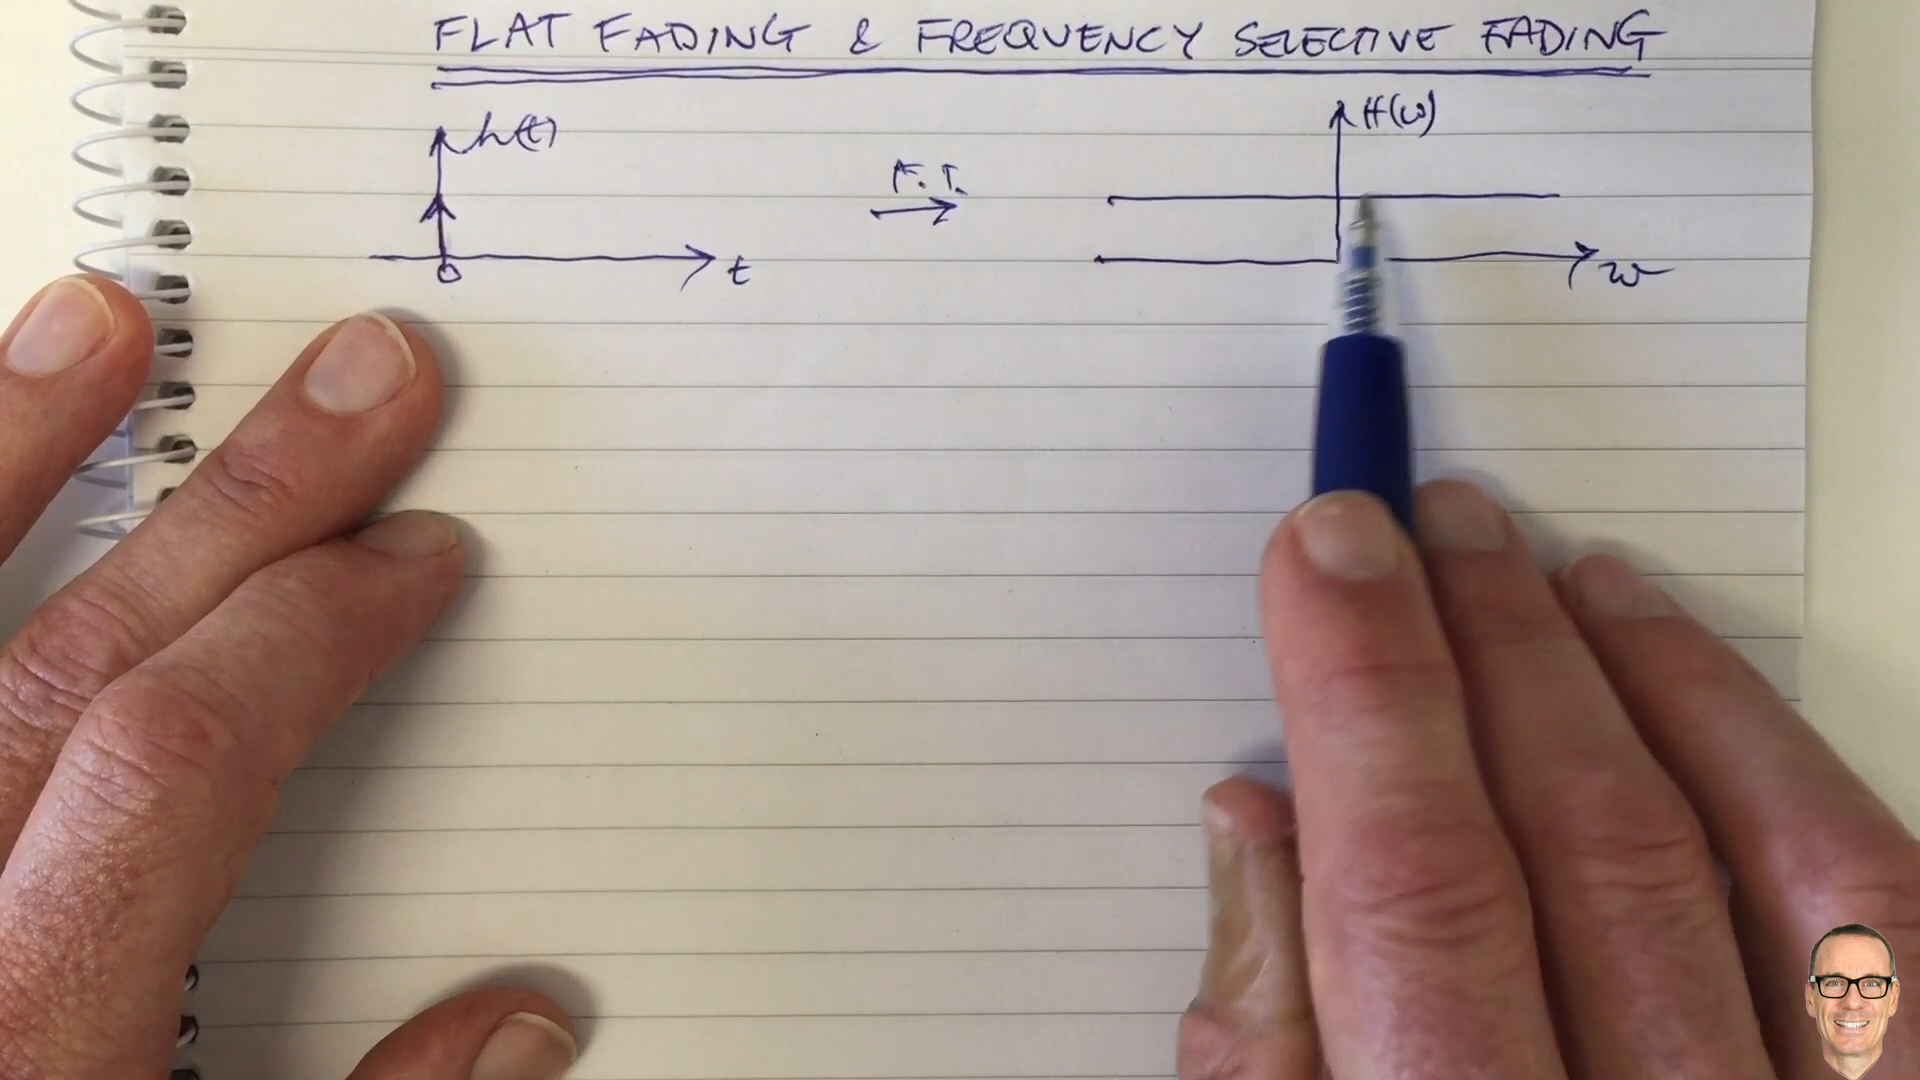 FLAT FADING & FREQUENCY SELECTIVE FADING
h(t)
H(ω)
F.T.
0
t
ω